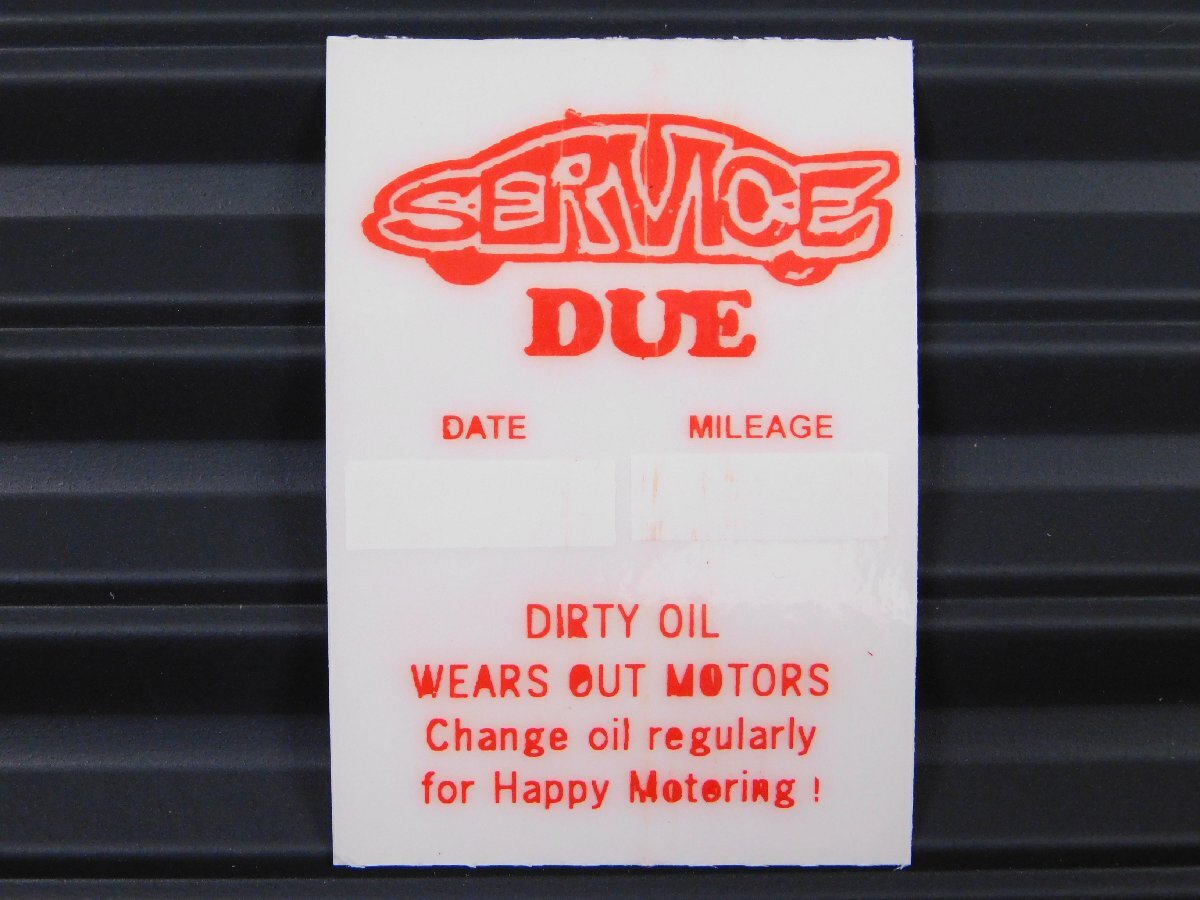 SERVICE
DUE
DATE MILEAGE
DIRTY OIL
WEARS OUT MOTORS
Change oil regularly
for Happy Motoring !